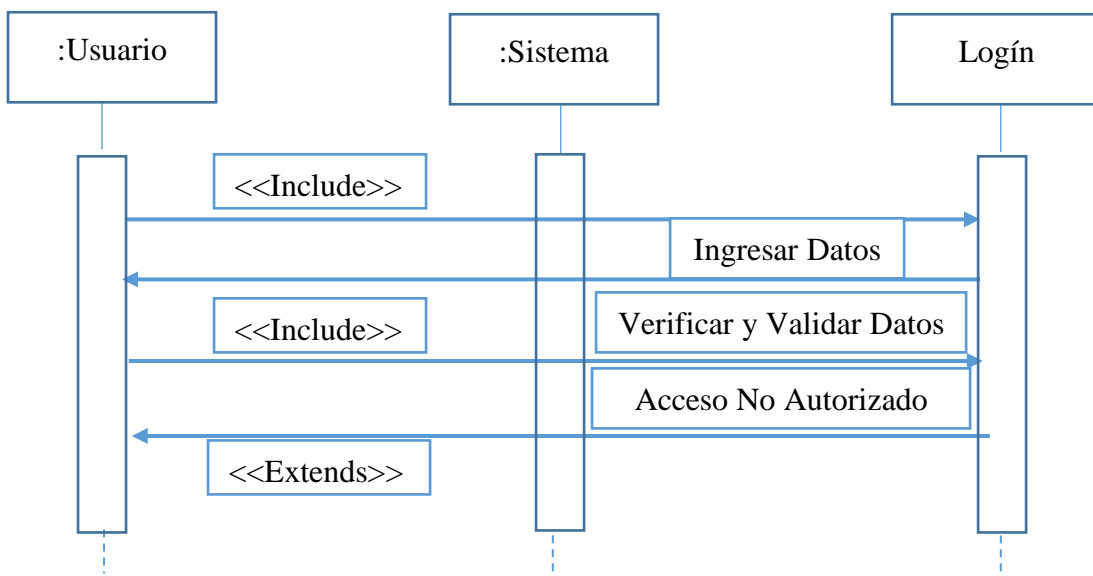 :Usuario
:Sistema
Logín
<<Include>>
Ingresar Datos
<<Include>>
Verificar y Validar Datos
Acceso No Autorizado
<<Extends>>